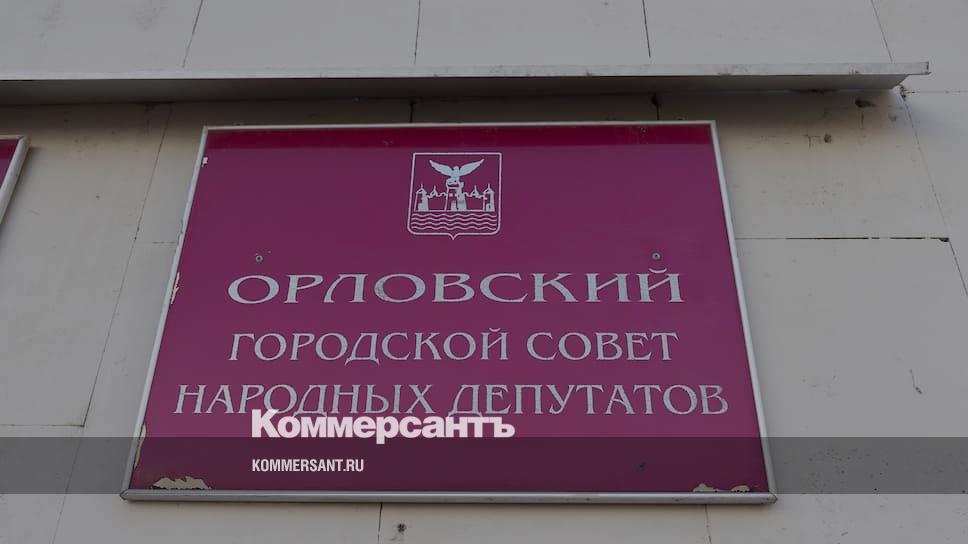 ОРЛОВСКИЙ
ГОРОДСКОЙ СОВЕТ
НАРОДНЫХ ДЕПУТАТОВ
Коммерсантъ
KOMMERSANT.RU